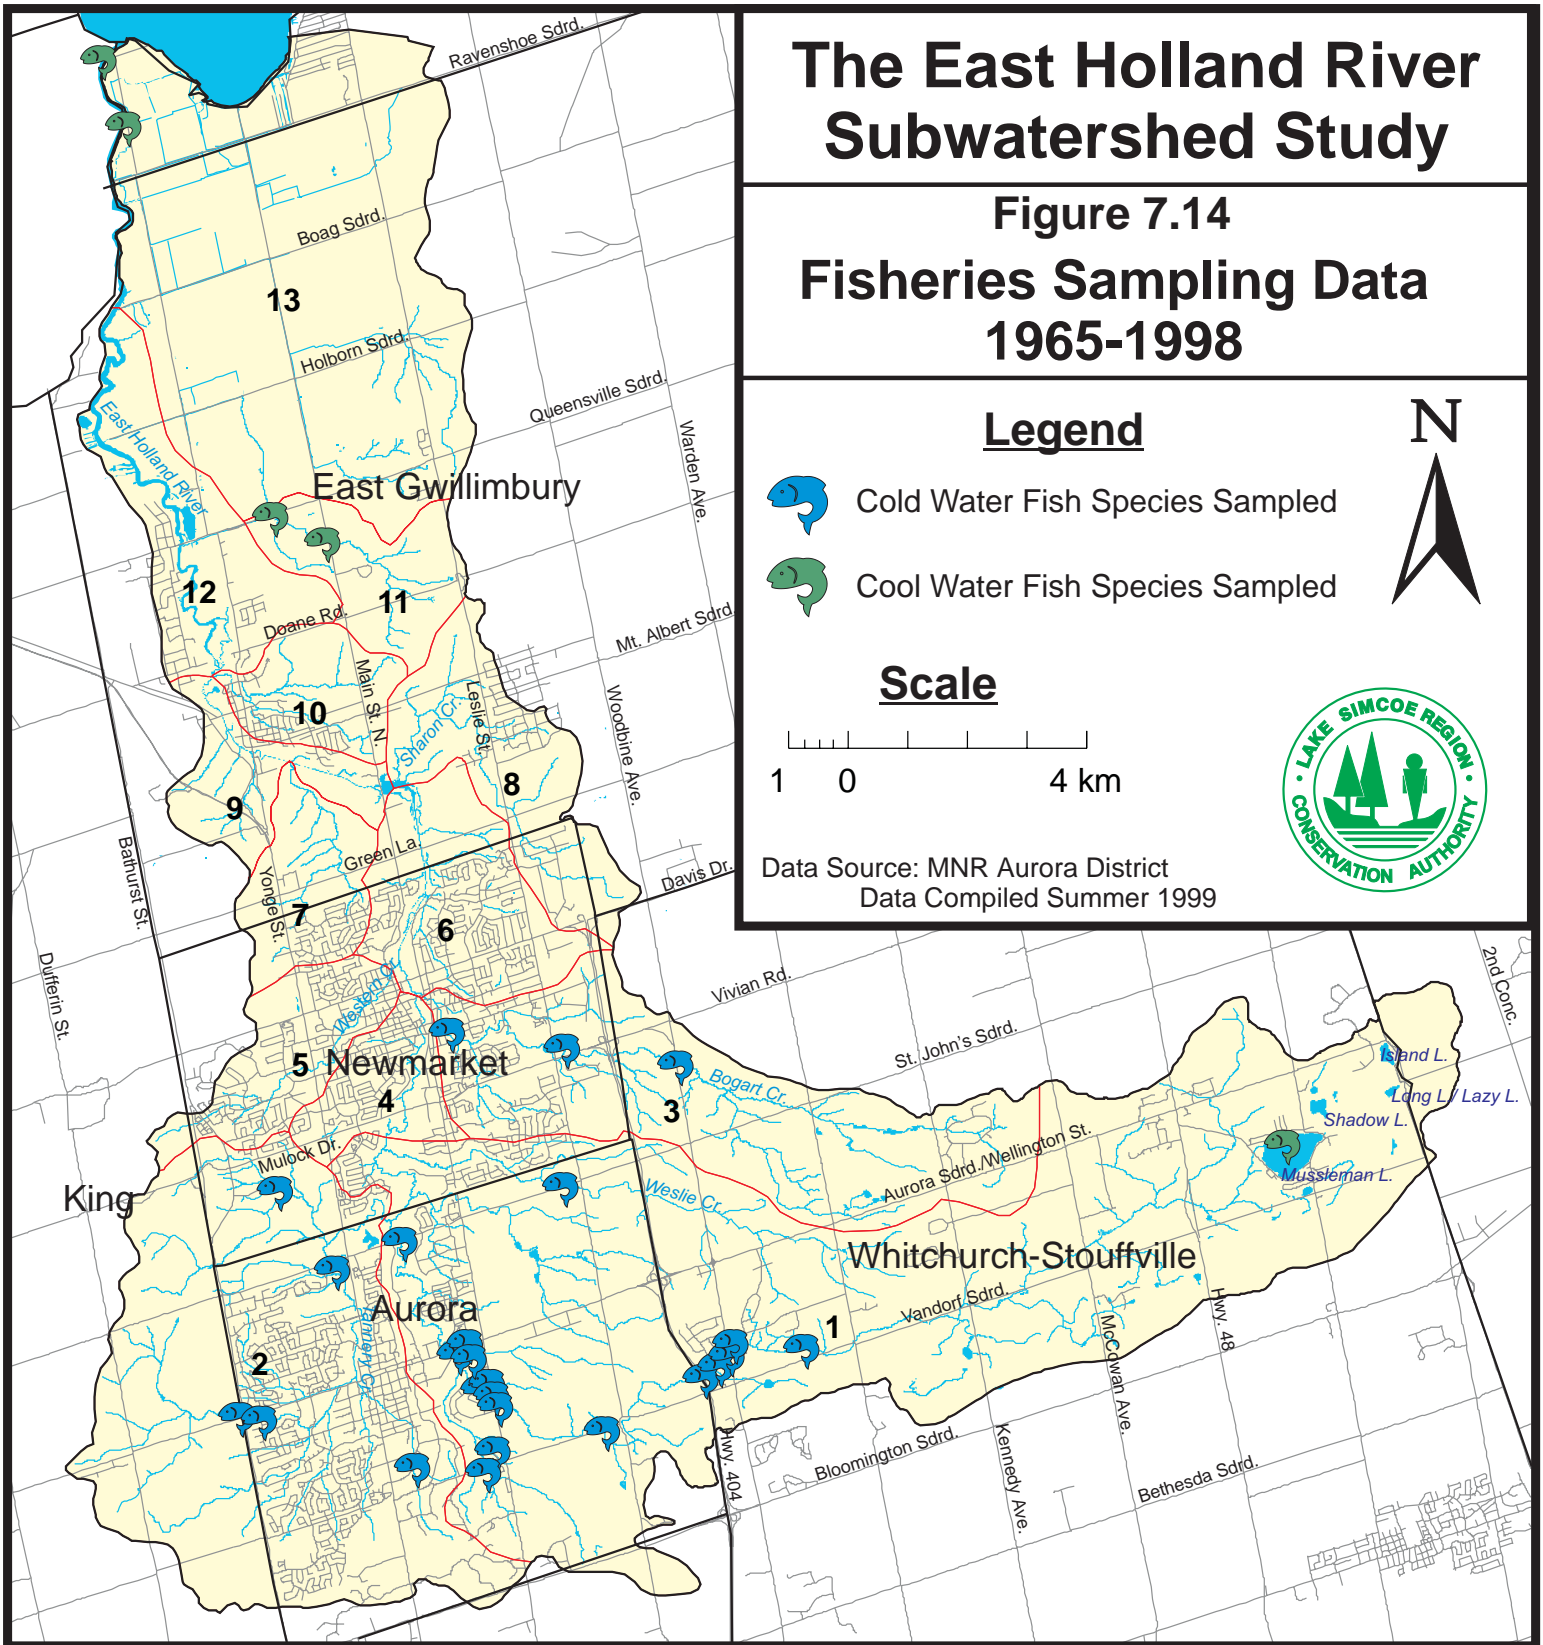 The East Holland River
Subwatershed Study
Figure 7.14
Fisheries Sampling Data
1965-1998
Legend
N
Cold Water Fish Species Sampled
Cool Water Fish Species Sampled
Scale
1 0 4 km
LAKE SIMCOE REGION
CONSERVATION AUTHORITY
Data Source: MNR Aurora District
Data Compiled Summer 1999
Ravenshoe Sdrd.
Boag Sdrd.
13
Holborn Sdrd.
Queensville Sdrd.
Warden Ave.
East Holland River
East Gwillimbury
12
11
Doane Rd.
Mt. Albert Sdrd.
Main St. N.
Leslie St.
Sharon Cr.
Woodbine Ave.
10
8
9
Bathurst St.
Green La.
Davis Dr.
Yonge St.
7
6
Dufferin St.
Western Cr.
Vivian Rd.
2nd Conc.
St. John's Sdrd.
5
Newmarket
4
Bogart Cr.
3
Island L.
Long L./ Lazy L.
Shadow L.
Mussleman L.
Mulock Dr.
Aurora Sdrd./Wellington St.
King
Weslie Cr.
Whitchurch-Stouffville
Aurora
Vandorf Sdrd.
Hwy. 48
1
McCowan Ave.
Tannery Cr.
2
Hwy. 404
Bloomington Sdrd.
Kennedy Ave.
Bethesda Sdrd.